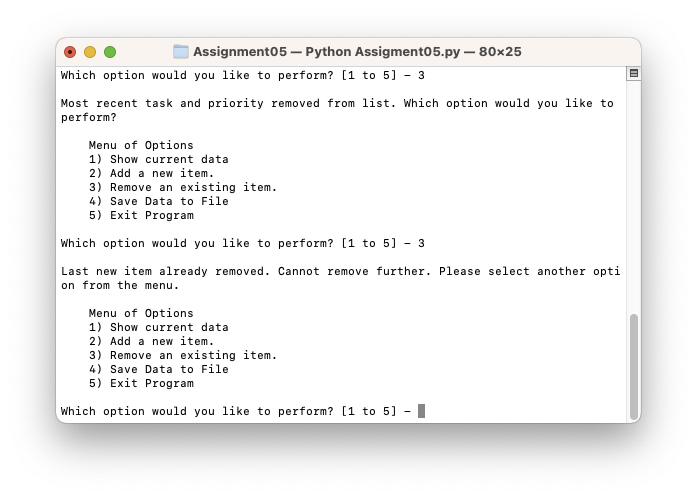 Assignment05 — Python Assigment05.py — 80×25
Which option would you like to perform? [1 to 5] – 3
Most recent task and priority removed from list. Which option would you like to
perform?
Menu of Options
1) Show current data
2) Add a new item.
3) Remove an existing item.
4) Save Data to File
5) Exit Program
Which option would you like to perform? [1 to 5] – 3
Last new item already removed. Cannot remove further. Please select another opti
on from the menu.
Menu of Options
1) Show current data
2) Add a new item.
3) Remove an existing item.
4) Save Data to File
5) Exit Program
Which option would you like to perform? [1 to 5] –